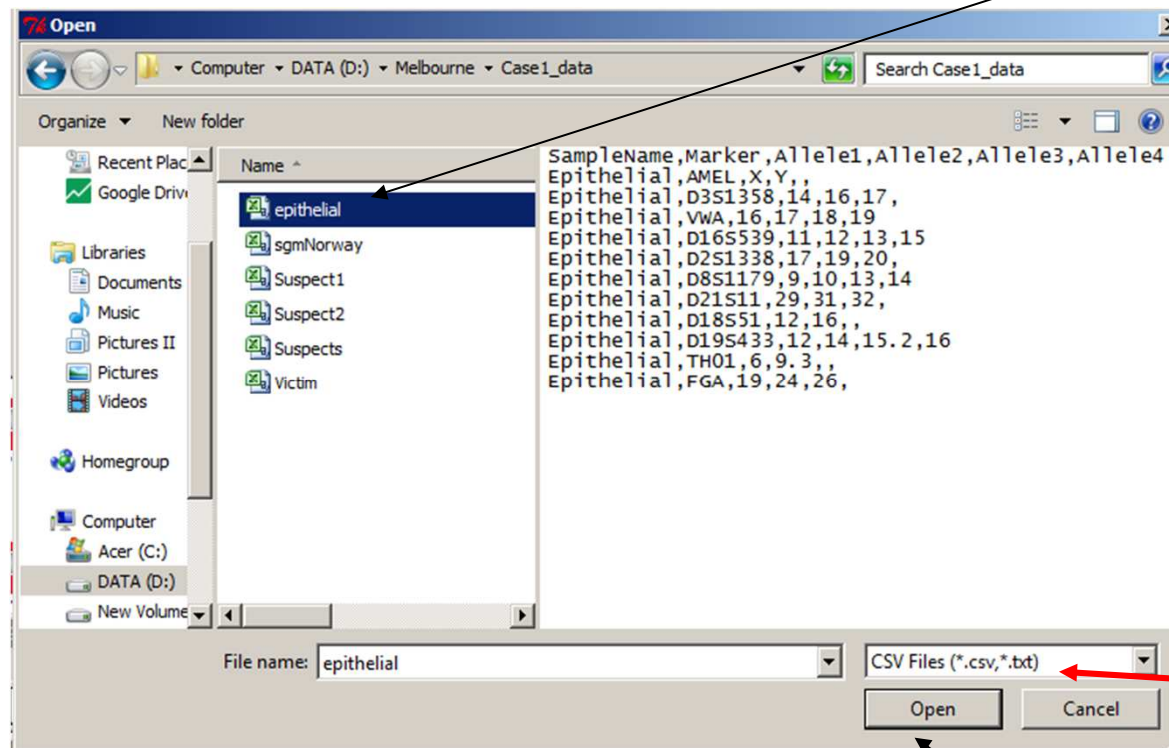 Open
Computer DATA (D:) Melbourne Case1_data
Search Case1_data
Organize New folder
Recent Plac
Google Driv
Libraries
Documents
Music
Pictures II
Pictures
Videos
Homegroup
Computer
Acer (C:)
DATA (D:)
New Volume
Name
epithelial
sgmNorway
Suspect1
Suspect2
Suspects
Victim
SampleName,Marker,Allele1,Allele2,Allele3,Allele4
Epithelial,AMEL,X,Y,,
Epithelial,D3S1358,14,16,17,
Epithelial,VWA,16,17,18,19
Epithelial,D16S539,11,12,13,15
Epithelial,D2S1338,17,19,20,
Epithelial,D8S1179,9,10,13,14
Epithelial,D21S11,29,31,32,
Epithelial,D18S51,12,16,,
Epithelial,D19S433,12,14,15.2,16
Epithelial,TH01,6,9.3,,
Epithelial,FGA,19,24,26,
File name: epithelial
CSV Files (*.csv,*.txt)
Open Cancel